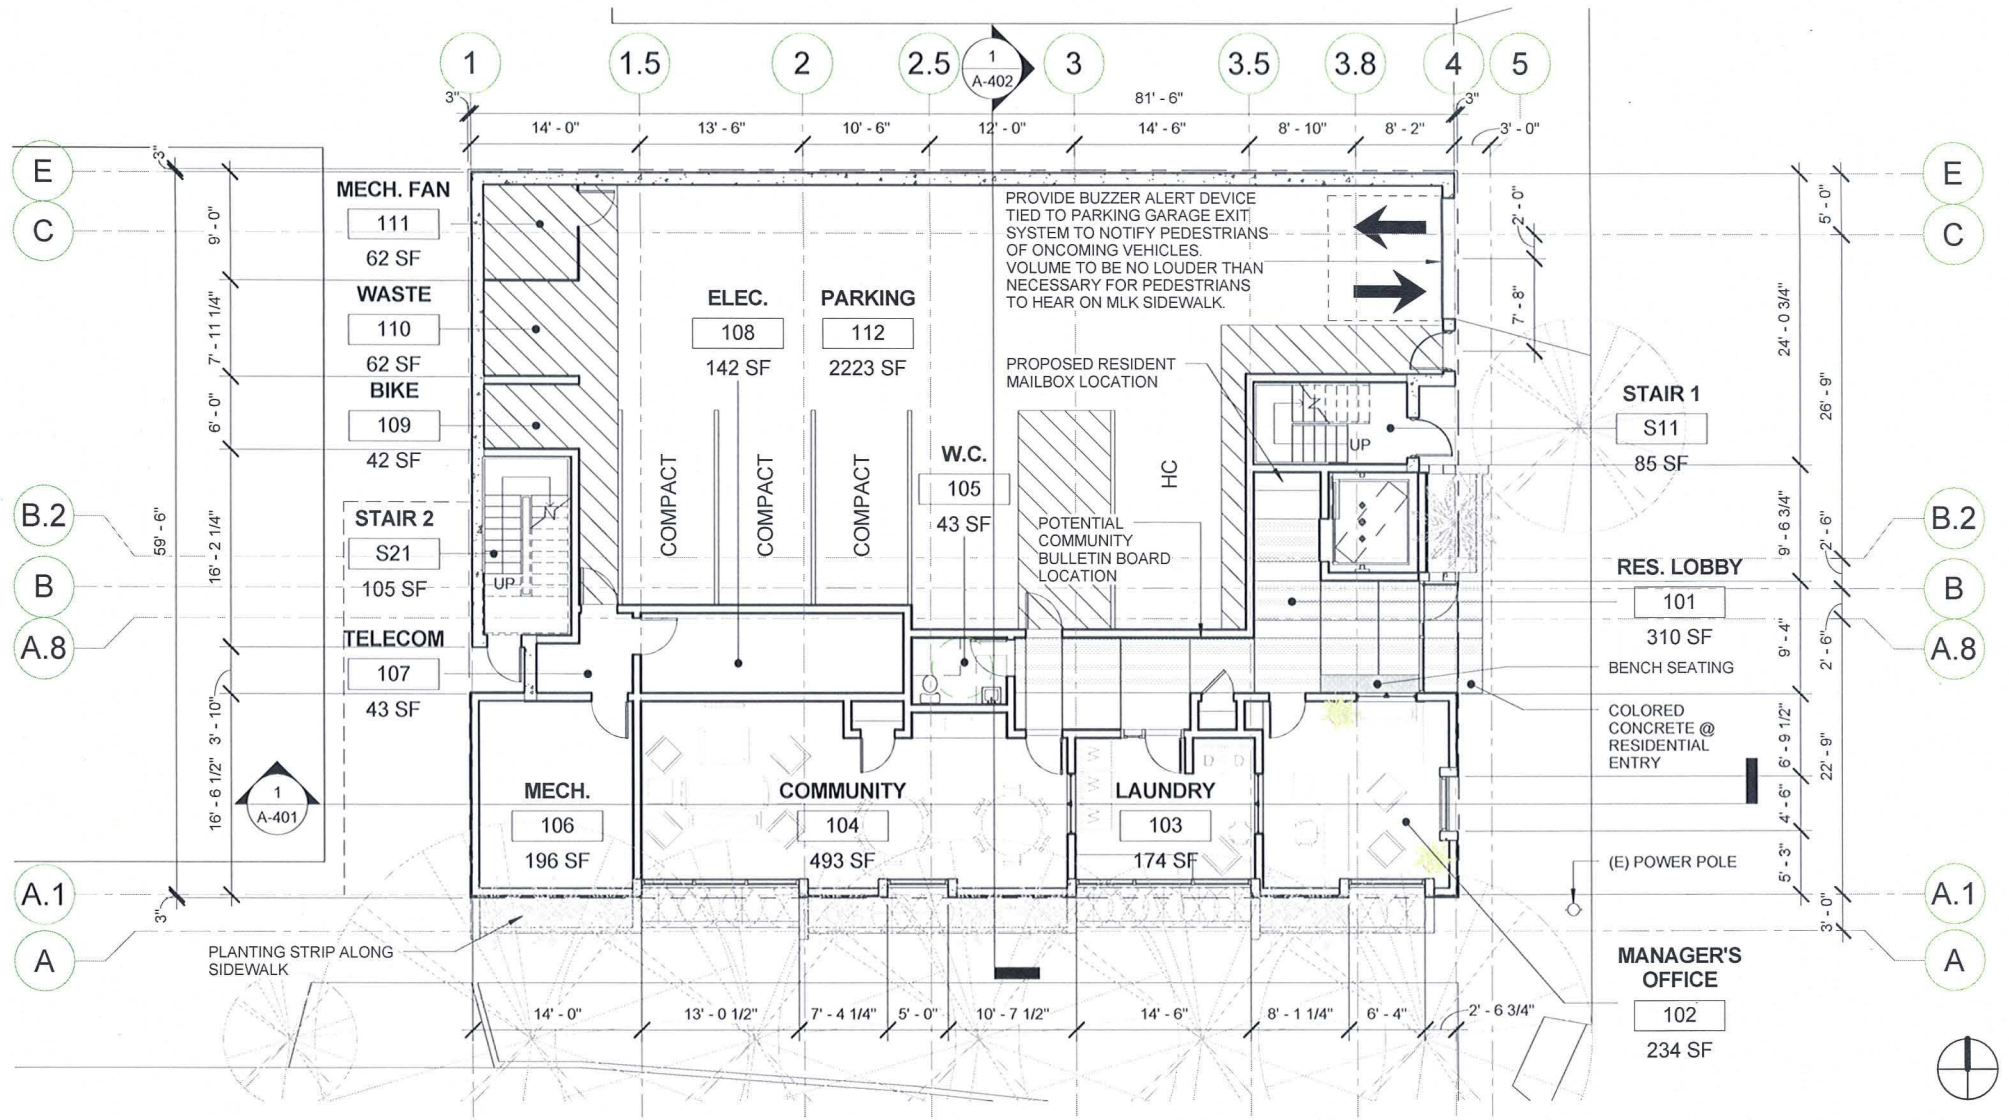 1
1.5
2
2.5
1
A-402
3
3.5
3.8
4
5
3"
81' - 6"
3"
14' - 0"
13' - 6"
10' - 6"
12' - 0"
14' - 6"
8' - 10"
8' - 2"
3' - 0"
E
C
B.2
B
A.8
A.1
A
3"
59' - 6"
3"
9' - 0"
7' - 11 1/4"
6' - 0"
16' - 2 1/4"
3' - 10"
16' - 6 1/2"
MECH. FAN
111
62 SF
WASTE
110
62 SF
BIKE
109
42 SF
STAIR 2
S21
105 SF
TELECOM
107
43 SF
1
A-401
UP
ELEC.
108
142 SF
PARKING
112
2223 SF
PROVIDE BUZZER ALERT DEVICE
TIED TO PARKING GARAGE EXIT
SYSTEM TO NOTIFY PEDESTRIANS
OF ONCOMING VEHICLES.
VOLUME TO BE NO LOUDER THAN
NECESSARY FOR PEDESTRIANS
TO HEAR ON MLK SIDEWALK.
PROPOSED RESIDENT
MAILBOX LOCATION
COMPACT
COMPACT
COMPACT
W.C.
105
43 SF
HC
POTENTIAL
COMMUNITY
BULLETIN BOARD
LOCATION
UP
MECH.
106
196 SF
COMMUNITY
104
493 SF
W
W
W
D
D
LAUNDRY
103
174 SF
STAIR 1
S11
85 SF
RES. LOBBY
101
310 SF
BENCH SEATING
COLORED
CONCRETE @
RESIDENTIAL
ENTRY
(E) POWER POLE
MANAGER'S
OFFICE
102
234 SF
2' - 0"
7' - 8"
24' - 0 3/4"
9' - 6 3/4"
9' - 4"
6' - 9 1/2"
4' - 6"
5' - 3"
5' - 0"
26' - 9"
2' - 6"
2' - 6"
22' - 9"
3' - 0"
E
C
B.2
B
A.8
A.1
A
PLANTING STRIP ALONG
SIDEWALK
14' - 0"
13' - 0 1/2"
7' - 4 1/4"
5' - 0"
10' - 7 1/2"
14' - 6"
8' - 1 1/4"
6' - 4"
2' - 6 3/4"